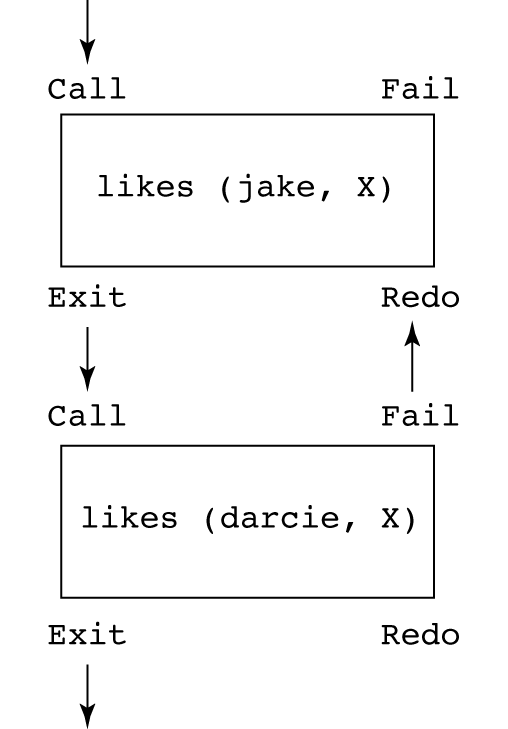 Call Fail
likes (jake, X)
Exit Redo
Call Fail
likes (darcie, X)
Exit Redo